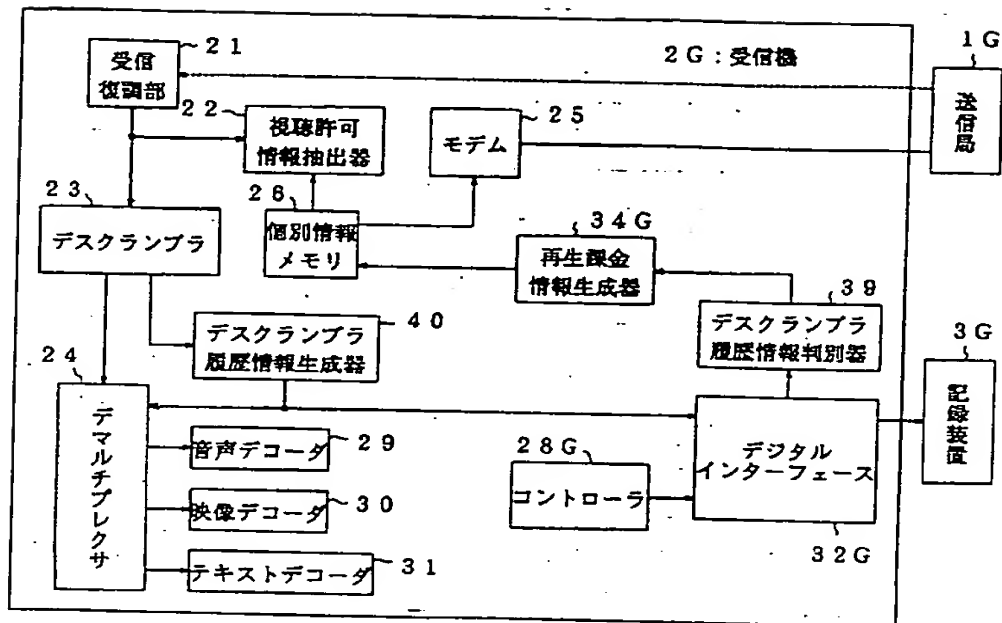 21
受信
復調部
2G：受信機
1G
送信局
22
視聴許可
情報抽出器
25
モデム
23
デスクランブラ
26
個別情報
メモリ
34G
再生課金
情報生成器
39
デスクランブラ
履歴情報判別器
40
デスクランブラ
履歴情報生成器
3G
記録装置
24
デマルチプレクサ
音声デコーダ
29
映像デコーダ
30
テキストデコーダ
31
28G
コントローラ
デジタル
インターフェース
32G